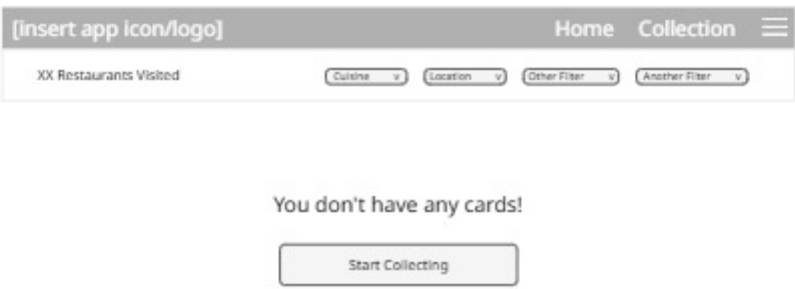 [insert app icon/logo] Home Collection
XX Restaurants Visited Cuisine v Location v Other Filter v Another Filter v
You don't have any cards!
Start Collecting